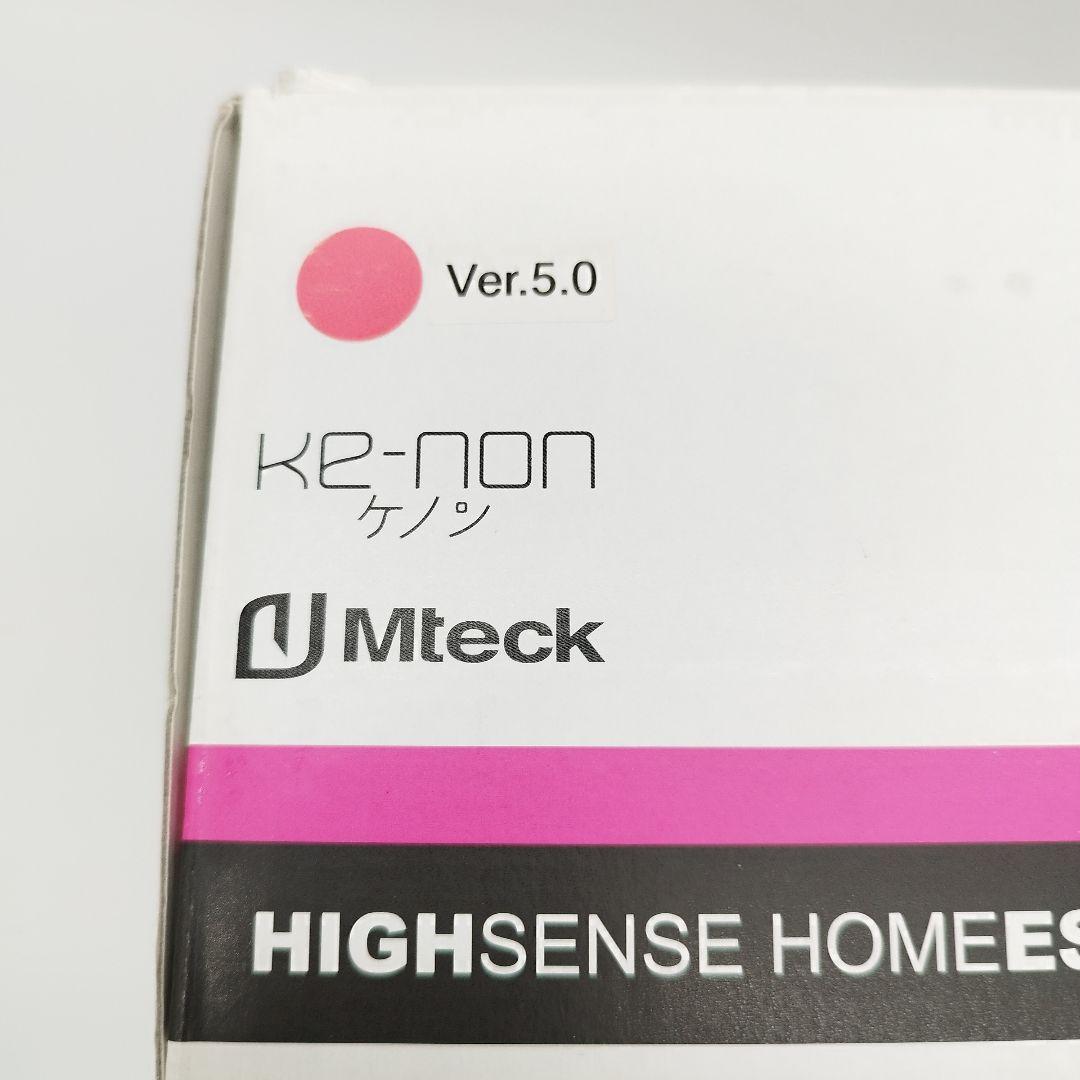 Ver.5.0
Ke-non
ケノン
Mteck
HIGHSENSE HOMEES